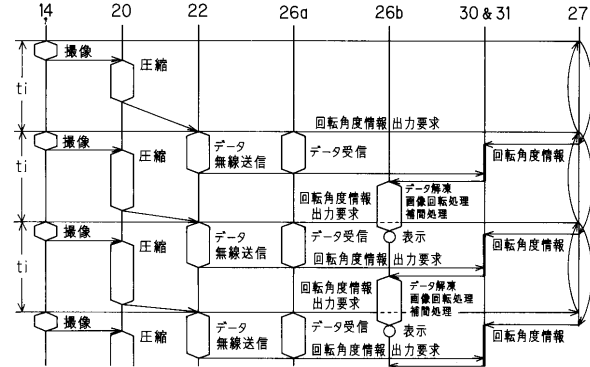 14 20 22 26a 26b 30 & 31 27
撮像
圧縮
ti
回転角度情報 出力要求
撮像
圧縮
データ
無線送信
データ受信
回転角度情報
ti
回転角度情報
出力要求
データ解凍
画像回転処理
補間処理
撮像
圧縮
データ
無線送信
データ受信
表示
回転角度情報 出力要求
回転角度情報
ti
回転角度情報
出力要求
データ解凍
画像回転処理
補間処理
撮像
圧縮
データ
無線送信
データ受信
表示
回転角度情報 出力要求
回転角度情報